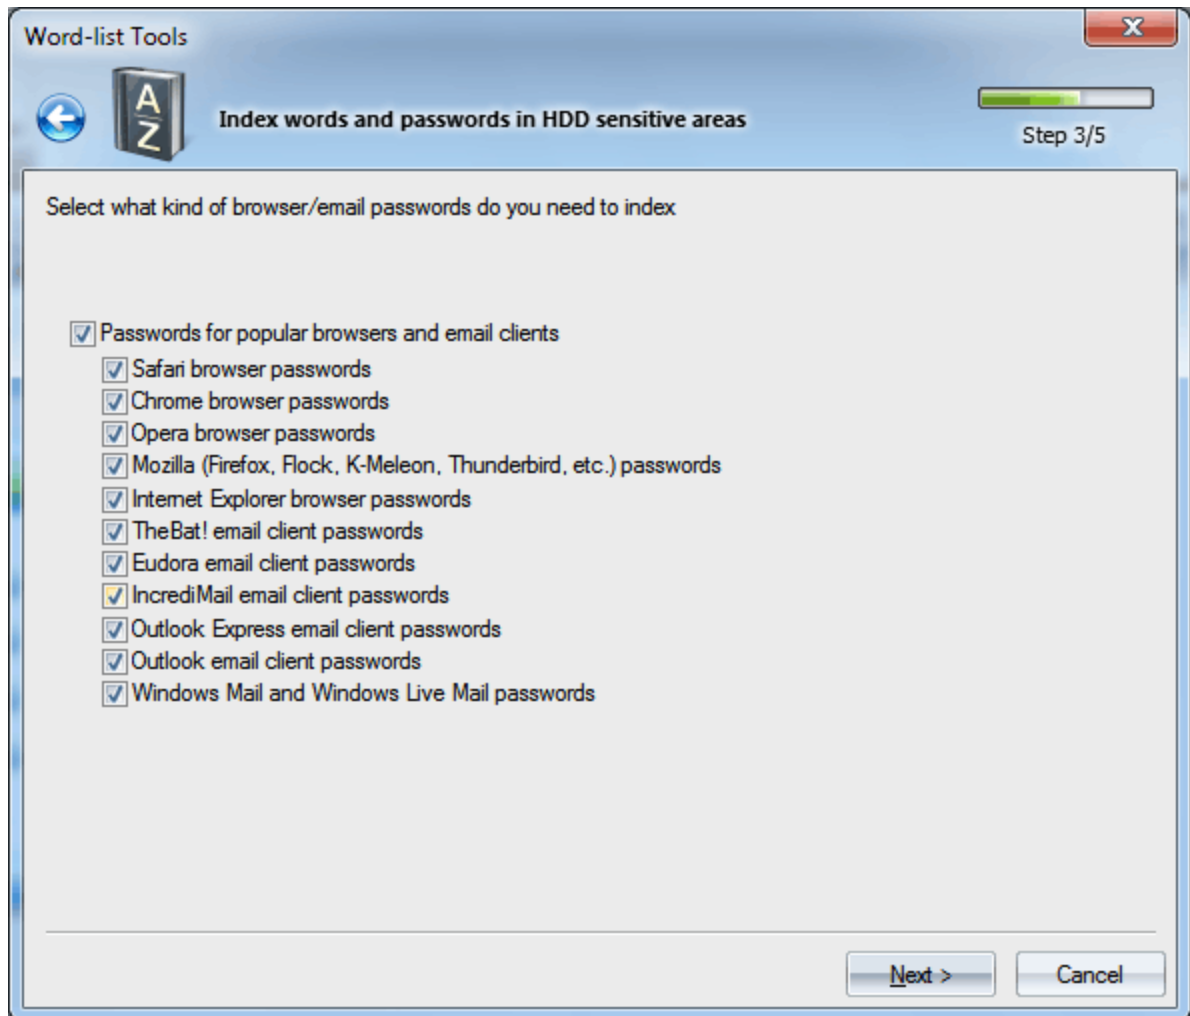 Word-list Tools
X
A
Z
Index words and passwords in HDD sensitive areas
Step 3/5
Select what kind of browser/email passwords do you need to index
Passwords for popular browsers and email clients
Safari browser passwords
Chrome browser passwords
Opera browser passwords
Mozilla (Firefox, Flock, K-Meleon, Thunderbird, etc.) passwords
Internet Explorer browser passwords
TheBat! email client passwords
Eudora email client passwords
IncrediMail email client passwords
Outlook Express email client passwords
Outlook email client passwords
Windows Mail and Windows Live Mail passwords
Next >
Cancel